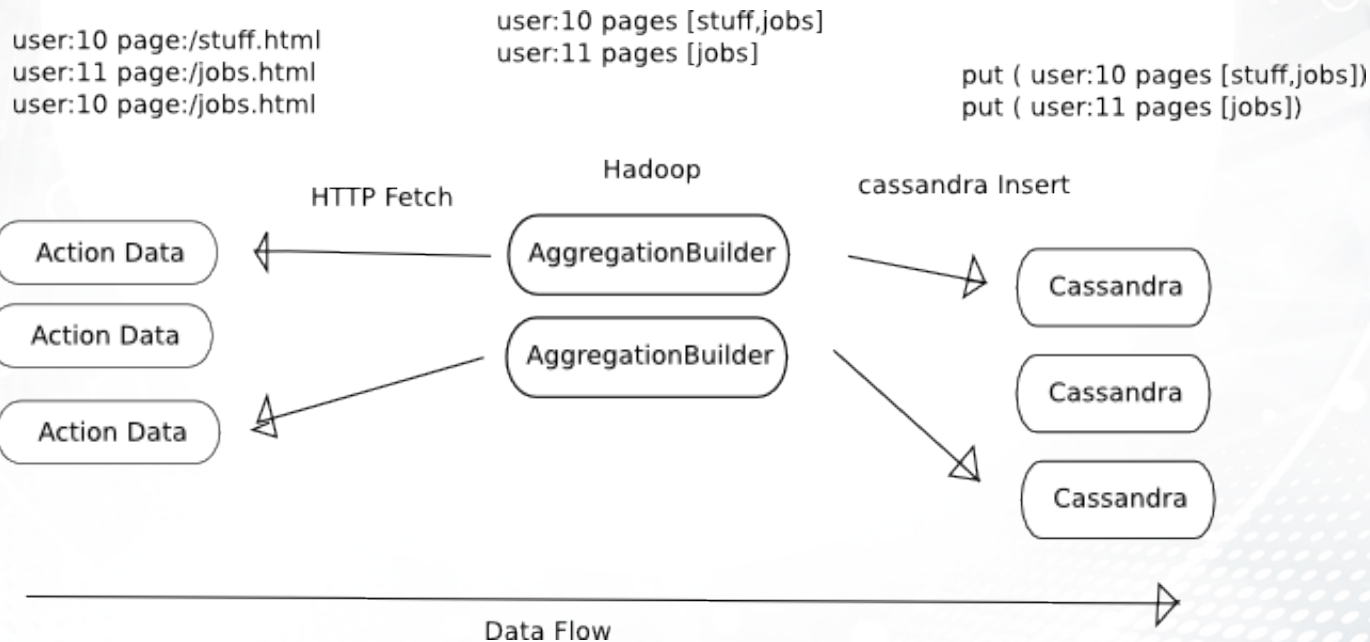 user:10 page:/stuff.html
user:11 page:/jobs.html
user:10 page:/jobs.html
user:10 pages [stuff,jobs]
user:11 pages [jobs]
put ( user:10 pages [stuff,jobs])
put ( user:11 pages [jobs])
HTTP Fetch
Hadoop
cassandra Insert
Action Data
Action Data
Action Data
AggregationBuilder
AggregationBuilder
Cassandra
Cassandra
Cassandra
Data Flow